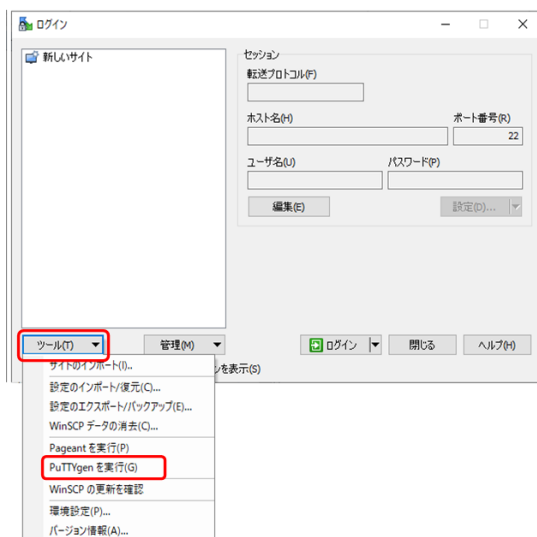 ログイン
新しいサイト
セッション
転送プロトコル(F)
ホスト名(H)
ポート番号(R)
22
ユーザ名(U)
パスワード(P)
編集(E)
設定(D)...
ツール(T)
管理(M)
ログイン
閉じる
ヘルプ(H)
サイトのインポート(I)...
を表示(S)
設定のインポート/復元(C)...
設定のエクスポート/バックアップ(E)...
WinSCP データの消去(C)...
Pageant を実行(P)
PuTTYgen を実行(G)
WinSCP の更新を確認
環境設定(P)...
バージョン情報(A)...